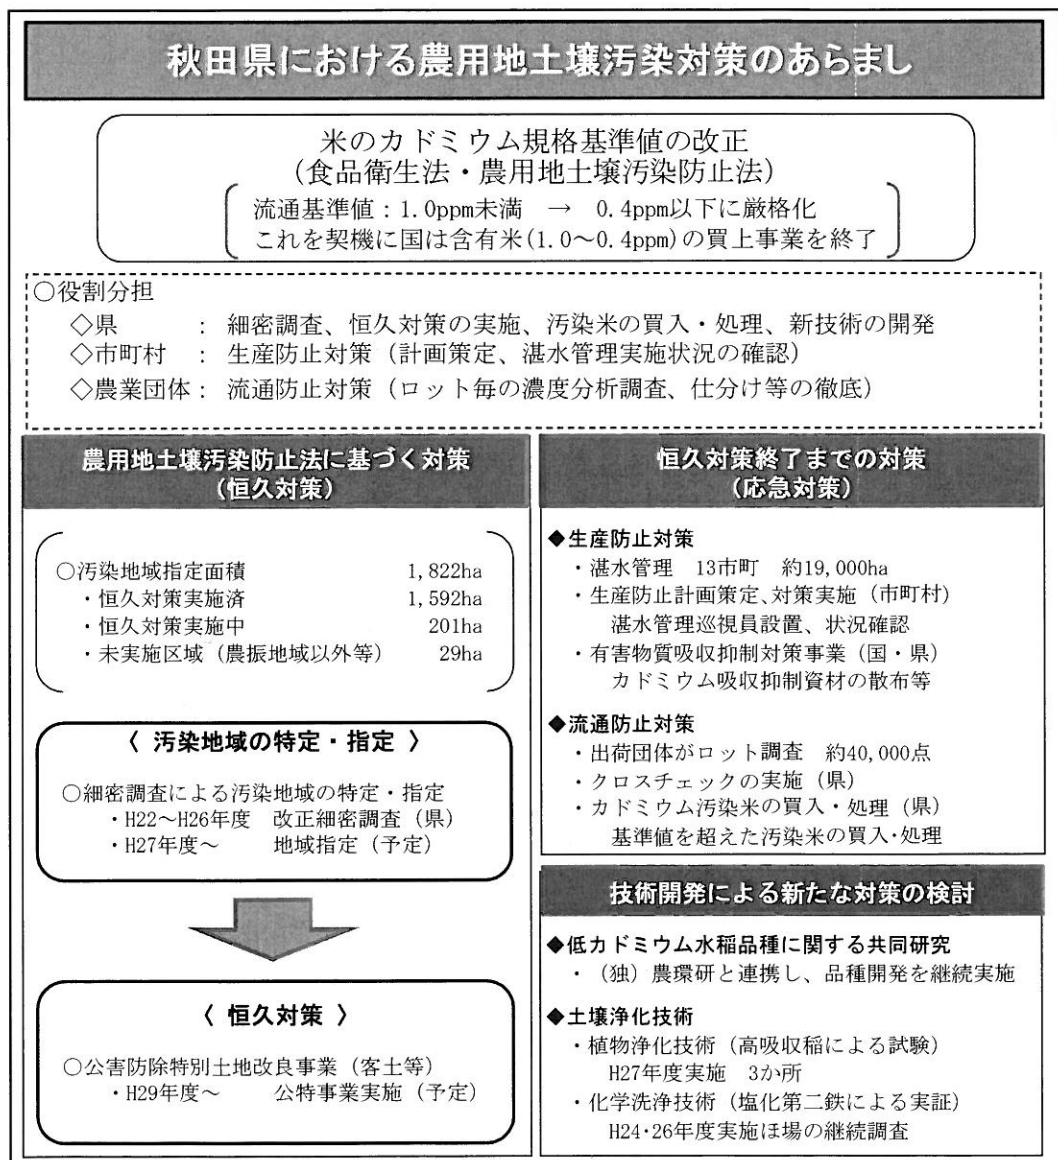 秋田県における農用地土壌汚染対策のあらまし
米のカドミウム規格基準値の改正
(食品衛生法・農用地土壌汚染防止法)
流通基準値：1.0ppm未満　→　0.4ppm以下に厳格化
これを契機に国は含有米(1.0～0.4ppm)の買上事業を終了
○役割分担
◇県　　　： 細密調査、恒久対策の実施、汚染米の買入・処理、新技術の開発
◇市町村　： 生産防止対策（計画策定、湛水管理実施状況の確認）
◇農業団体： 流通防止対策（ロット毎の濃度分析調査、仕分け等の徹底）
農用地土壌汚染防止法に基づく対策
(恒久対策)
○汚染地域指定面積　1,822ha
・恒久対策実施済　1,592ha
・恒久対策実施中　201ha
・未実施区域（農振地域以外等）　29ha
〈 汚染地域の特定・指定 〉
○細密調査による汚染地域の特定・指定
・H22～H26年度　改正細密調査（県）
・H27年度～　　地域指定（予定）
〈 恒久対策 〉
○公害防除特別土地改良事業（客土等）
・H29年度～　　公特事業実施（予定）
恒久対策終了までの対策
(応急対策)
◆生産防止対策
・湛水管理　13市町　約19,000ha
・生産防止計画策定、対策実施（市町村）
湛水管理巡視員設置、状況確認
・有害物質吸収抑制対策事業（国・県）
カドミウム吸収抑制資材の散布等
◆流通防止対策
・出荷団体がロット調査　約40,000点
・クロスチェックの実施（県）
・カドミウム汚染米の買入・処理（県）
基準値を超えた汚染米の買入・処理
技術開発による新たな対策の検討
◆低カドミウム水稲品種に関する共同研究
・（独）農環研と連携し、品種開発を継続実施
◆土壌浄化技術
・植物浄化技術（高吸収稲による試験）
H27年度実施　3か所
・化学洗浄技術（塩化第二鉄による実証）
H24・26年度実施ほ場の継続調査